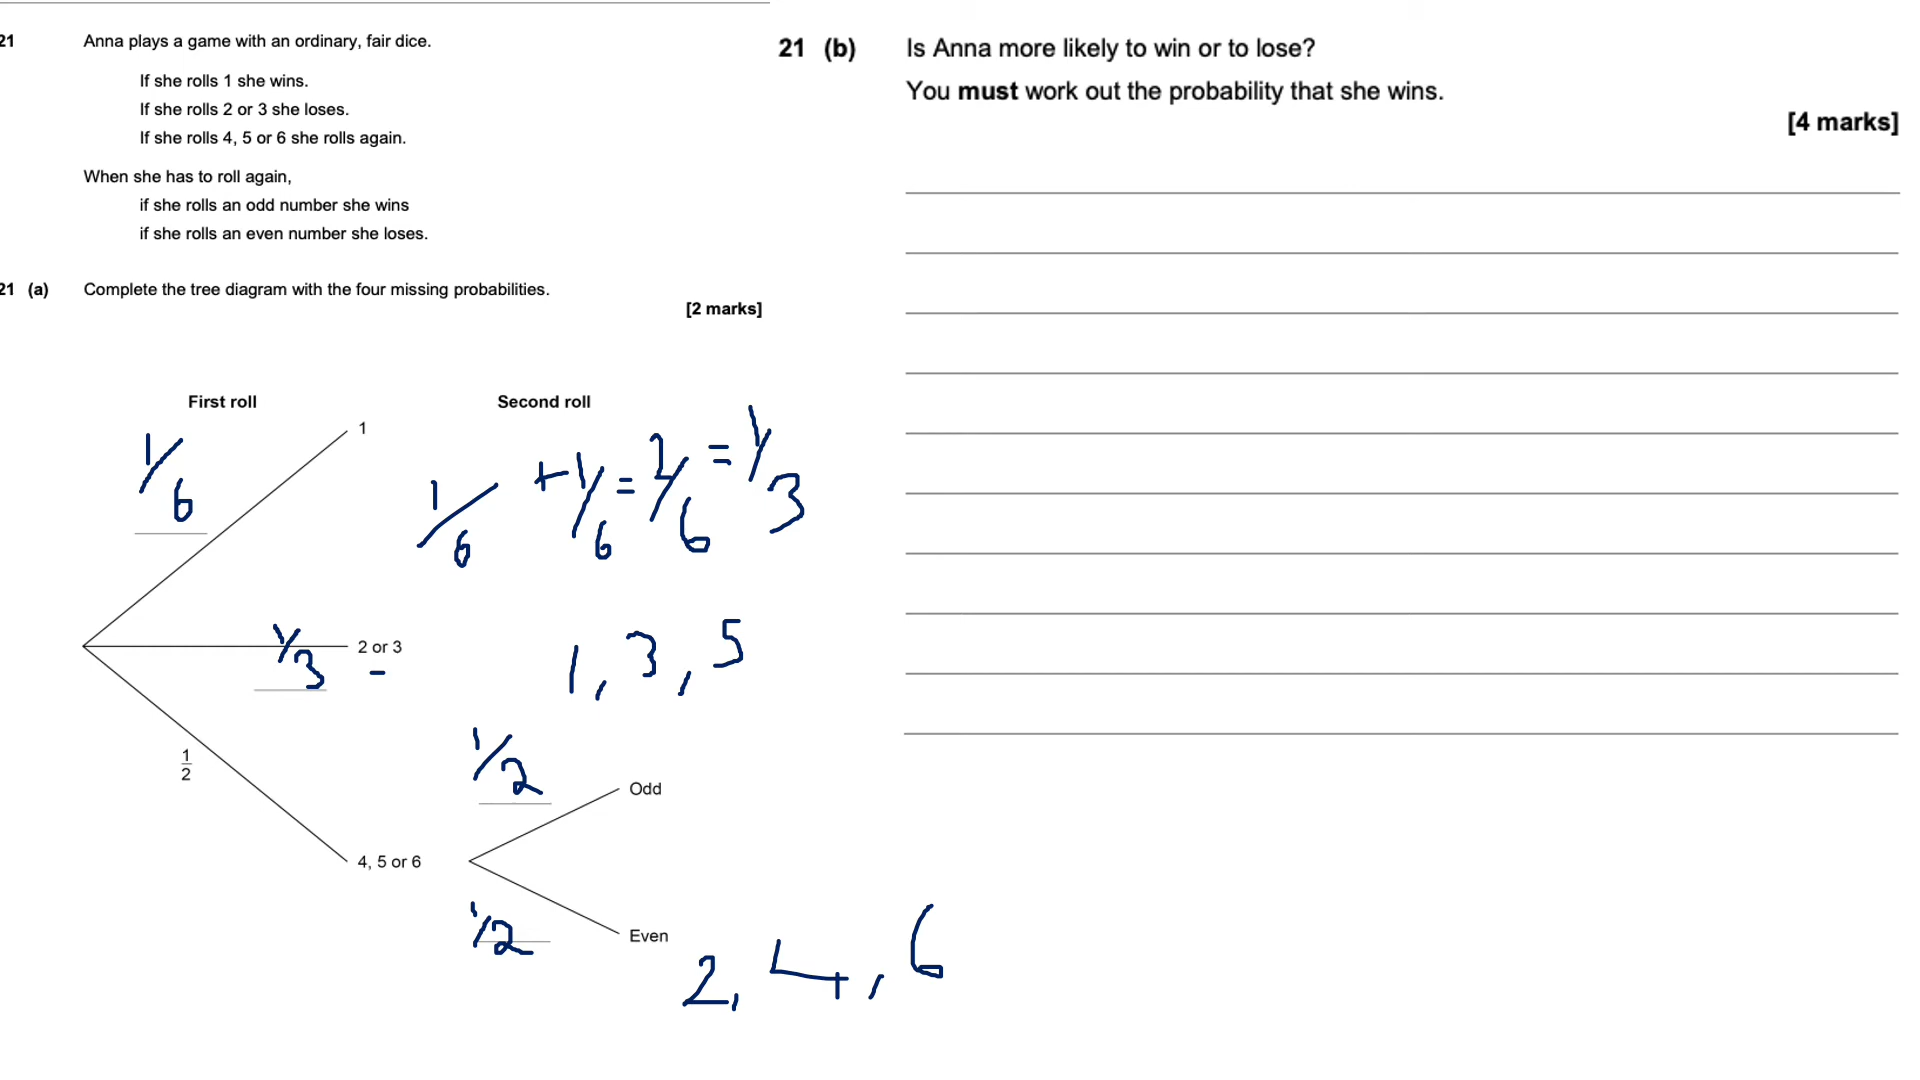 21 Anna plays a game with an ordinary, fair dice.
If she rolls 1 she wins.
If she rolls 2 or 3 she loses.
If she rolls 4, 5 or 6 she rolls again.
When she has to roll again,
if she rolls an odd number she wins
if she rolls an even number she loses.
21 (a) Complete the tree diagram with the four missing probabilities.
[2 marks]
First roll
Second roll
1
1/6
1/6 + 1/6 = 2/6 = 1/3
2 or 3
1/3
1, 3, 5
1/2
1/2
Odd
4, 5 or 6
1/2
Even
2, 4, 6
21 (b) Is Anna more likely to win or to lose?
You must work out the probability that she wins.
[4 marks]